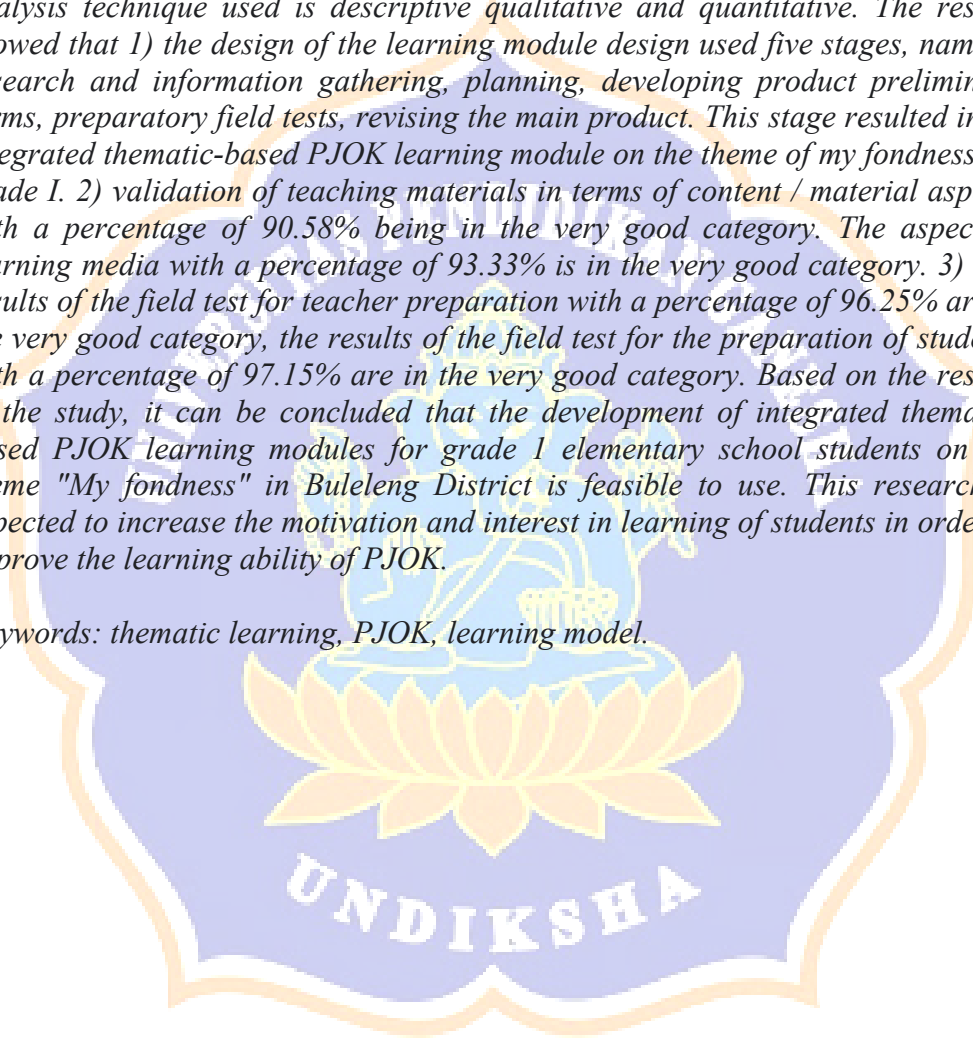 alysis technique used is descriptive qualitative and quantitative. The res
owed that 1) the design of the learning module design used five stages, nam
search and information gathering, planning, developing product prelimin
rms, preparatory field tests, revising the main product. This stage resulted in
tegrated thematic-based PJOK learning module on the theme of my fondness
ade I. 2) validation of teaching materials in terms of content / material asp
th a percentage of 90.58% being in the very good category. The aspec
arning media with a percentage of 93.33% is in the very good category. 3)
sults of the field test for teacher preparation with a percentage of 96.25% ar
e very good category, the results of the field test for the preparation of stude
th a percentage of 97.15% are in the very good category. Based on the res
the study, it can be concluded that the development of integrated thema
sed PJOK learning modules for grade 1 elementary school students on
eme "My fondness" in Buleleng District is feasible to use. This research
pected to increase the motivation and interest in learning of students in order
prove the learning ability of PJOK.
ywords: thematic learning, PJOK, learning model.
UNIVERSITAS PENDIDIKAN GANESHA
UNDIKSHA